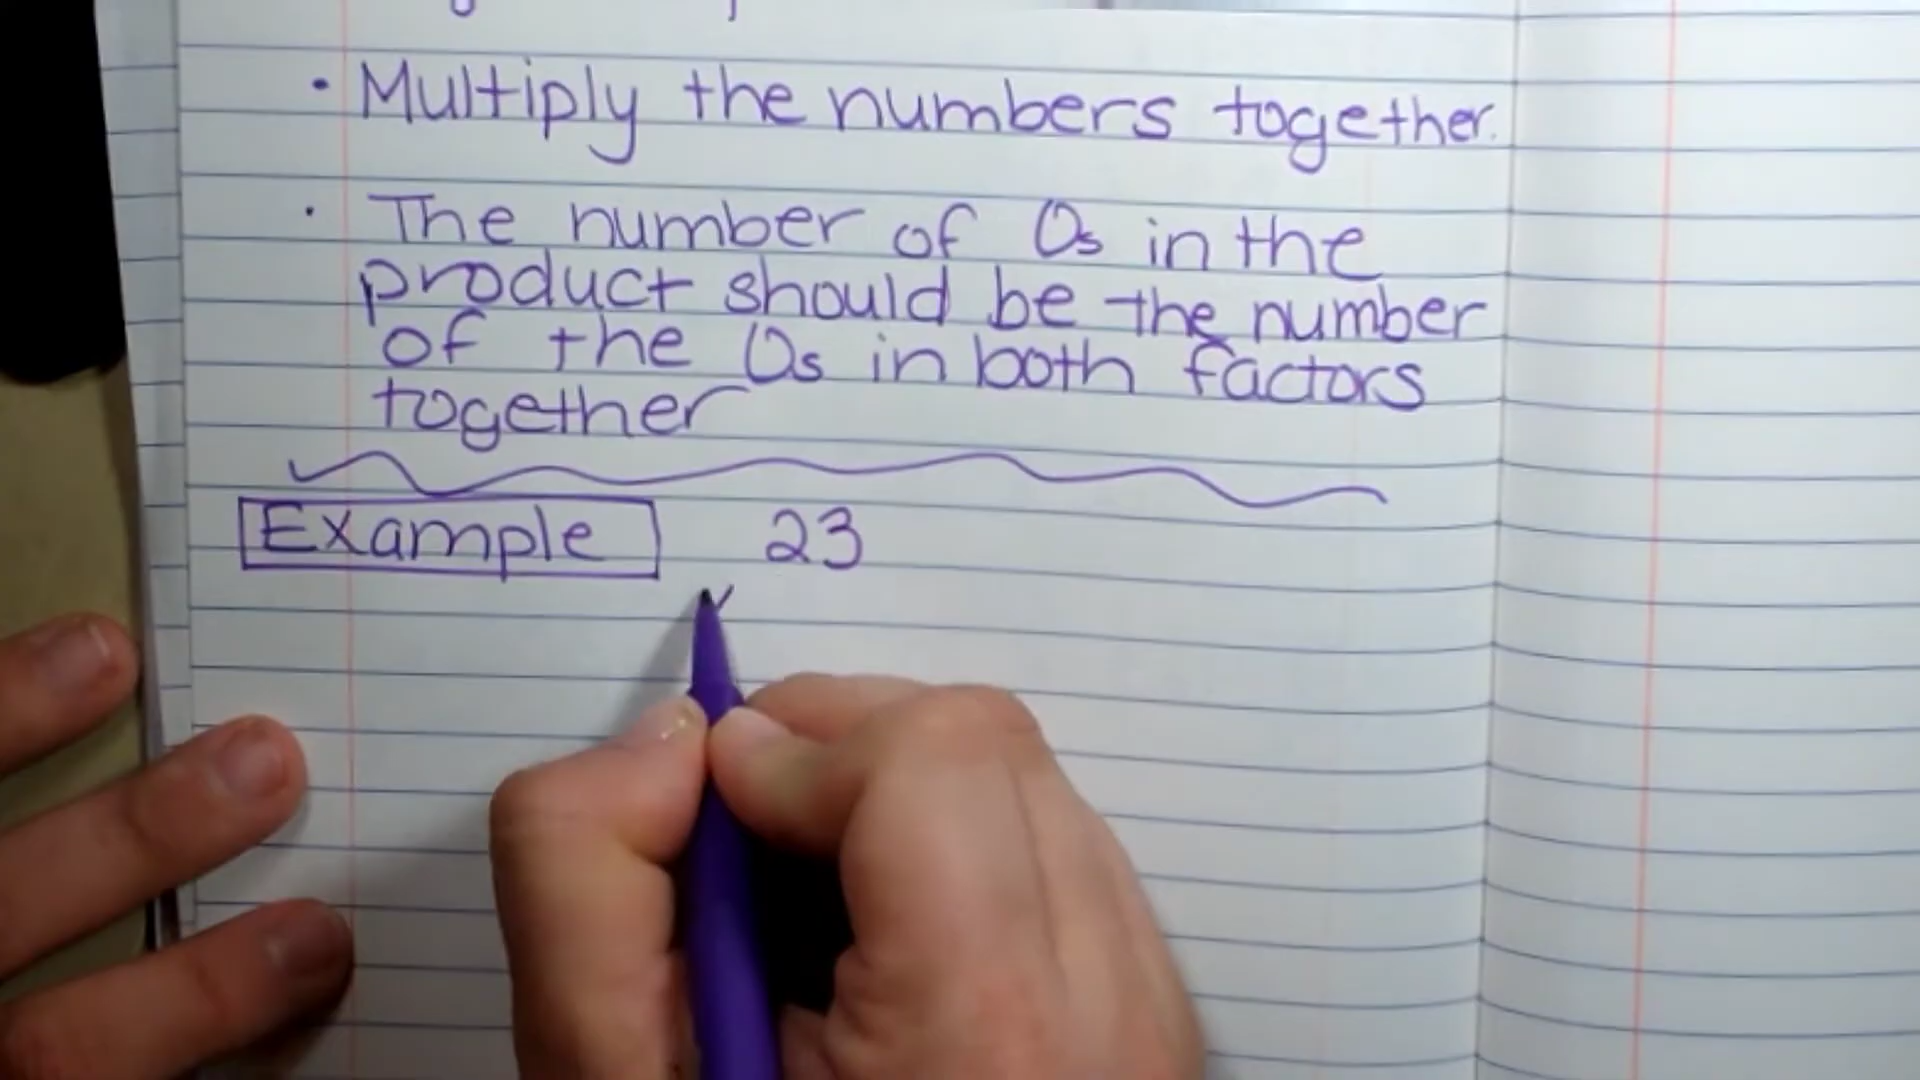 • Multiply the numbers together.
• The number of 0s in the
product should be the number
of the 0s in both factors
together
Example 23